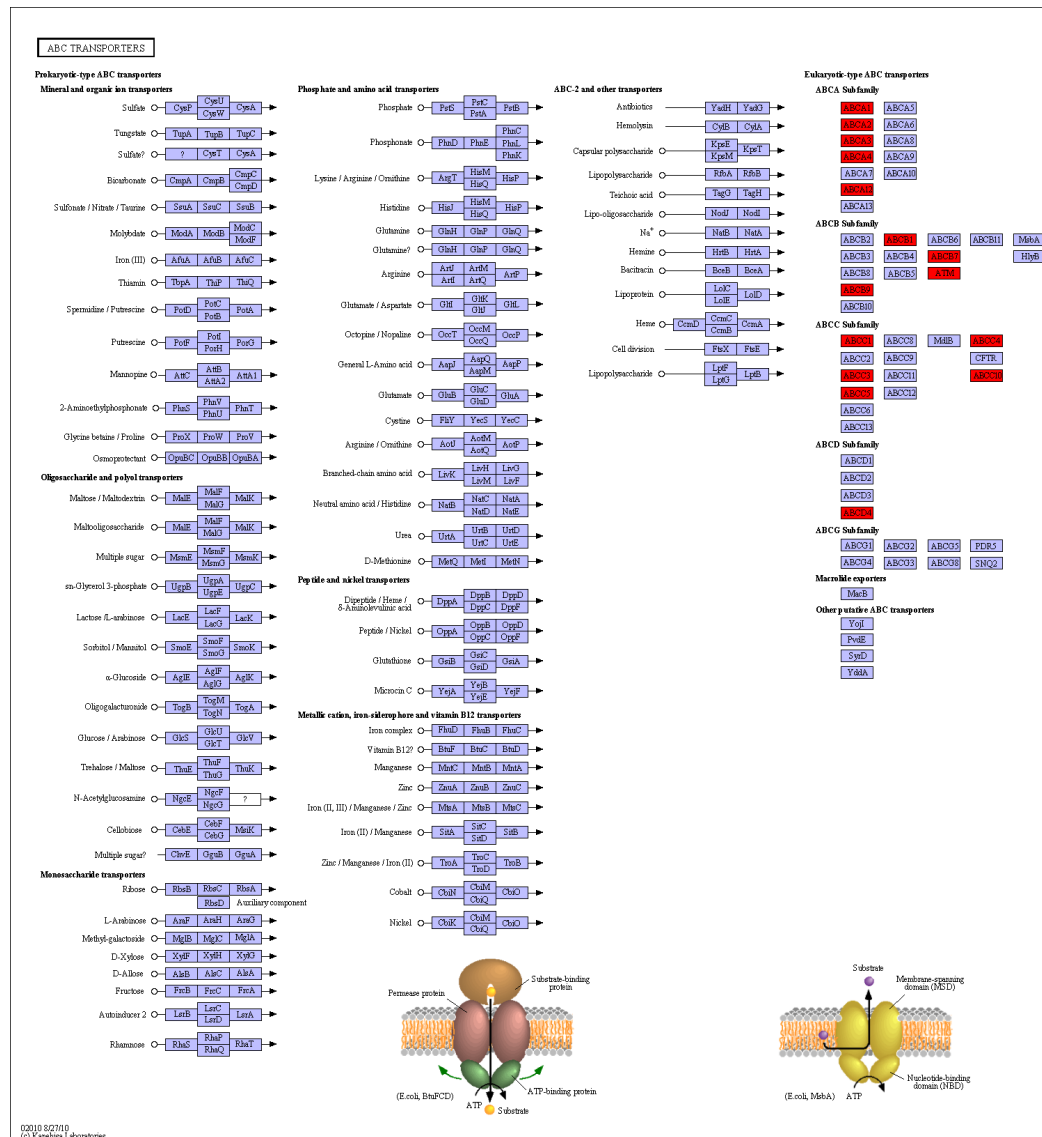 ABC TRANSPORTERS
Prokaryotic-type ABC transporters
Mineral and organic ion transporters
Sulfate CysP CysU CysW CysA
Tungstate TupA TupB TupC
Sulfate? ? CysT CysA
Bicarbonate CmpA CmpB CmpC CmpD
Sulfonate / Nitrate / Taurine SsuA SsuC SsuB
Molybdate ModA ModB ModC ModF
Iron (III) AfuA AfuB AfuC
Thiamin TbpA ThiP ThiQ
Spermidine / Putrescine PotD PotC PotB PotA
Putrescine PotF PotI PotH PotG
Mannopine AttC AttB AttA2 AttA1
2-Aminoethylphosphonate PhnS PhnV PhnU PhnT
Glycine betaine / Proline ProX ProW ProV
Osmoprotectant OpuBC OpuBB OpuBA
Oligosaccharide and polyol transporters
Maltose / Maltodextrin MalE MalF MalG MalK
Maltooligosaccharide MalE MalF MalG MalK
Multiple sugar MsmE MsmF MsmG MsmK
sn-Glycerol 3-phosphate UgpB UgpA UgpE UgpC
Lactose /L-arabinose LacE LacF LacG LacK
Sorbitol / Mannitol SmoE SmoF SmoG SmoK
α-Glucoside AglE AglF AglG AglK
Oligogalacturonide TogB TogM TogN TogA
Glucose / Arabinose GlcS GlcU GlcT GlcV
Trehalose / Maltose ThuE ThuF ThuG ThuK
N-Acetylglucosamine NgcE NgcF NgcG ?
Cellobiose CebE CebF CebG MsiK
Multiple sugar? ChvE GguB GguA
Monosaccharide transporters
Ribose RbsB RbsC RbsA
RbsD Auxiliary component
L-Arabinose AraF AraH AraG
Methyl-galactoside MglB MglC MglA
D-Xylose XylF XylH XylG
D-Allose AlsB AlsC AlsA
Fructose FrcB FrcC FrcA
Autoinducer 2 LsrB LsrC LsrD LsrA
Rhamnose RhaS RhaP RhaQ RhaT
Phosphate and amino acid transporters
Phosphate PstS PstC PstA PstB
Phosphonate PhnD PhnE PhnC PhnL PhnK
Lysine / Arginine / Ornithine ArgT HisM HisQ HisP
Histidine HisJ HisM HisQ HisP
Glutamine GlnH GlnP GlnQ
Glutamine? GlnH GlnP GlnQ
Arginine ArtJ ArtI ArtM ArtQ ArtP
Glutamate / Aspartate GltI GltK GltJ GltL
Octopine / Nopaline OccT OccM OccQ OccP
General L-Amino acid AapJ AapQ AapM AapP
Glutamate GluB GluC GluD GluA
Cystine FliY YecS YecC
Arginine / Ornithine AotJ AotM AotQ AotP
Branched-chain amino acid LivK LivH LivM LivG LivF
Neutral amino acid / Histidine NatB NatC NatD NatA NatE
Urea UrtA UrtB UrtC UrtD UrtE
D-Methionine MetQ MetI MetN
Peptide and nickel transporters
Dipeptide / Heme / 8-Aminolevulinic acid DppA DppB DppC DppD DppF
Peptide / Nickel OppA OppB OppC OppD OppF
Glutathione GsiB GsiC GsiD GsiA
Microcin C YejA YejB YejE YejF
Metallic cation, iron-siderophore and vitamin B12 transporters
Iron complex FhuD FhuB FhuC
Vitamin B12? BtuF BtuC BtuD
Manganese MntC MntB MntA
Zinc ZnuA ZnuB ZnuC
Iron (II, III) / Manganese / Zinc MtsA MtsB MtsC
Iron (II) / Manganese SitA SitC SitD SitB
Zinc / Manganese / Iron (II) TroA TroC TroD TroB
Cobalt CbiN CbiM CbiQ CbiO
Nickel CbiK CbiM CbiQ CbiO
ABC-2 and other transporters
Antibiotics YadH YadG
Hemolysin CylB CylA
Capsular polysaccharide KpsE KpsM KpsT
Lipopolysaccharide RfbA RfbB
Teichoic acid TagG TagH
Lipo-oligosaccharide NodJ NodI
Na+ NatB NatA
Hemine HrtB HrtA
Bacitracin BceB BceA
Lipoprotein LolC LolE LolD
Heme CcmD CcmC CcmB CcmA
Cell division FtsX FtsE
Lipopolysaccharide LptF LptG LptB
Eukaryotic-type ABC transporters
ABCA Subfamily
ABCA1 ABCA5
ABCA2 ABCA6
ABCA3 ABCA8
ABCA4 ABCA9
ABCA7 ABCA10
ABCA12
ABCA13
ABCB Subfamily
ABCB2 ABCB1 ABCB6 ABCB11 MsbA
ABCB3 ABCB4 ABCB7 HlyB
ABCB8 ABCB5 ATM
ABCB9
ABCB10
ABCC Subfamily
ABCC1 ABCC8 MdlB ABCC4
ABCC2 ABCC9 CFTR
ABCC3 ABCC11 ABCC10
ABCC5 ABCC12
ABCC6
ABCC13
ABCD Subfamily
ABCD1
ABCD2
ABCD3
ABCD4
ABCG Subfamily
ABCG1 ABCG2 ABCG5 PDR5
ABCG4 ABCG3 ABCG8 SNQ2
Macrolide exporters
MacB
Other putative ABC transporters
YojI
PvdE
SyrD
YddA
Substrate-binding protein
Permease protein
ATP-binding protein
(E.coli, BtuFCD)
ATP
Substrate
Substrate
Membrane-spanning domain (MSD)
Nucleotide-binding domain (NBD)
(E.coli, MsbA)
ATP
02010 8/27/10
(c) Kanehisa Laboratories